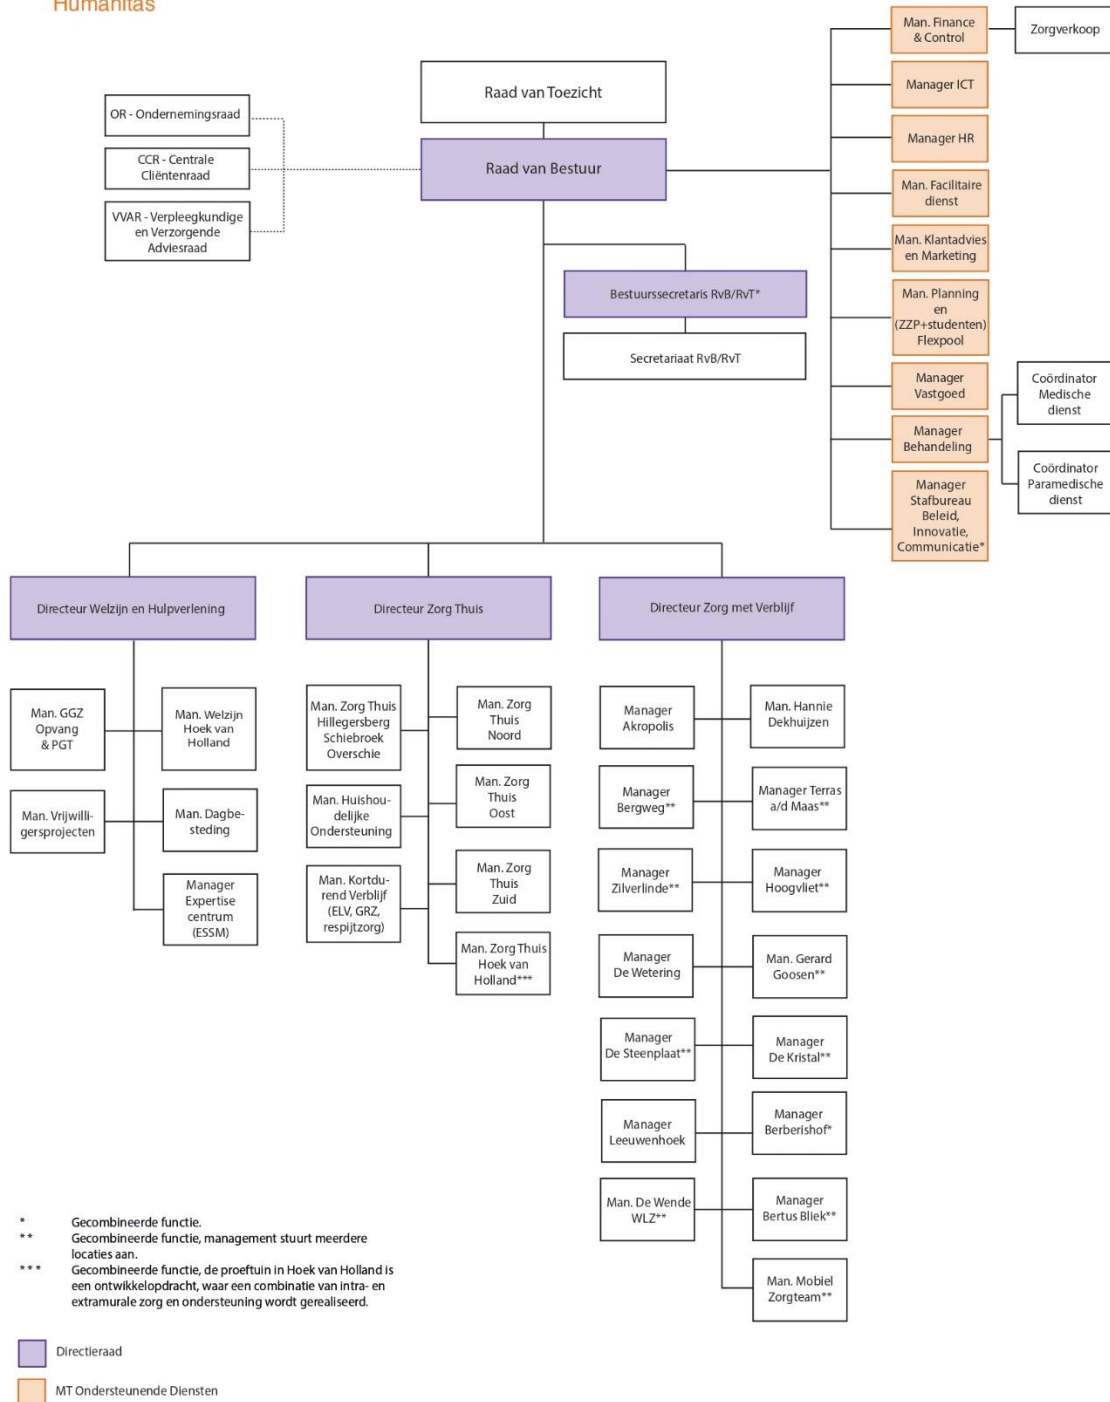 Humanitas
Raad van Toezicht
Raad van Bestuur
OR - Ondernemingsraad
CCR - Centrale
Cliëntenraad
VVAR - Verpleegkundige
en Verzorgende
Adviesraad
Bestuurssecretaris RvB/RvT*
Secretariaat RvB/RvT
Man. Finance
& Control
Zorgverkoop
Manager ICT
Manager HR
Man. Facilitaire
dienst
Man. Klantadvies
en Marketing
Man. Planning
en
(ZZP+studenten)
Flexpool
Manager
Vastgoed
Manager
Behandeling
Coördinator
Medische
dienst
Coördinator
Paramedische
dienst
Manager
Stafbureau
Beleid,
Innovatie,
Communicatie*
Directeur Welzijn en Hulpverlening
Man. GGZ
Opvang
& PGT
Man. Welzijn
Hoek van
Holland
Man. Vrijwilli-
gersprojecten
Man. Dagbe-
steding
Manager
Expertise
centrum
(ESSM)
Directeur Zorg Thuis
Man. Zorg Thuis
Hillegersberg
Schiebroek
Overschie
Man. Zorg
Thuis
Noord
Man. Huishou-
delijke
Ondersteuning
Man. Zorg
Thuis
Oost
Man. Kortdu-
rend Verblijf
(ELV, GRZ,
respijtzorg)
Man. Zorg
Thuis
Zuid
Man. Zorg Thuis
Hoek van
Holland***
Directeur Zorg met Verblijf
Manager
Akropolis
Man. Hannie
Dekhuijzen
Manager
Bergweg**
Manager Terras
a/d Maas**
Manager
Zilverlinde**
Manager
Hoogvliet**
Manager
De Wetering
Man. Gerard
Goosen**
Manager
De Steenplaat**
Manager
De Kristal**
Manager
Leeuwenhoek
Manager
Berberishof*
Man. De Wende
WLZ**
Manager
Bertus Bliek**
Man. Mobiel
Zorgteam**
* Gecombineerde functie.
** Gecombineerde functie, management stuurt meerdere
locaties aan.
*** Gecombineerde functie, de proeftuin in Hoek van Holland is
een ontwikkelopdracht, waar een combinatie van intra- en
extramurale zorg en ondersteuning wordt gerealiseerd.
Directieraad
MT Ondersteunende Diensten